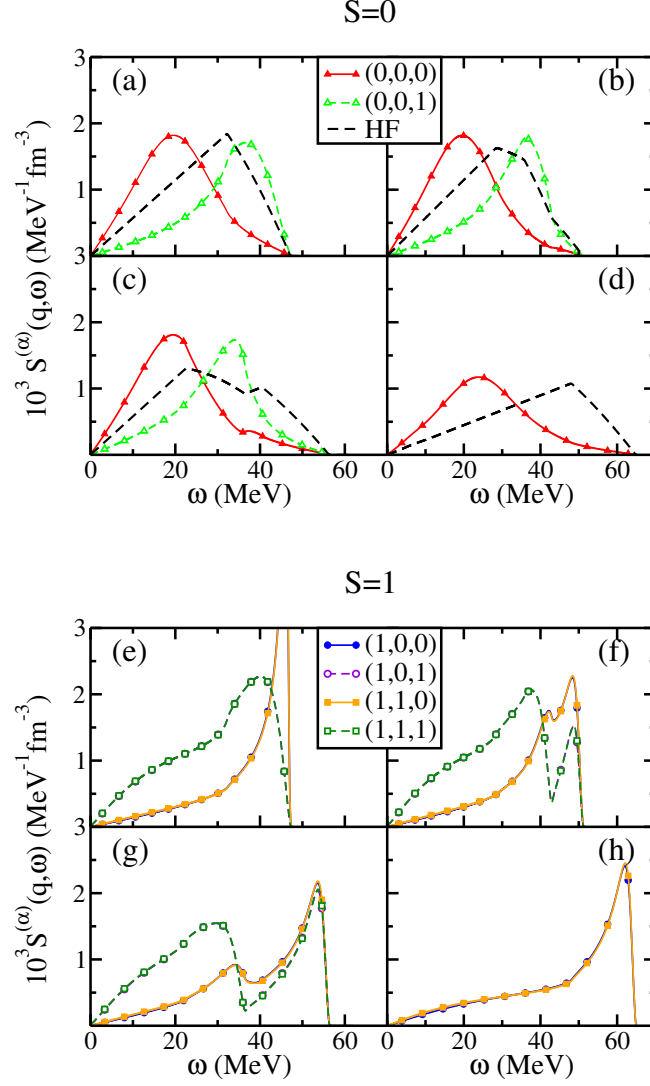 S=0
(a)
(b)
(0,0,0)
(0,0,1)
HF
3
2
1
3
(c)
(d)
2
1
0
0 20 40 60
0 20 40 60
ω (MeV)
ω (MeV)
10³ S⁽ᵅ⁾(q,ω) (MeV⁻¹fm⁻³)
S=1
(e)
(f)
(1,0,0)
(1,0,1)
(1,1,0)
(1,1,1)
3
2
1
3
(g)
(h)
2
1
0
0 20 40 60
0 20 40 60
ω (MeV)
ω (MeV)
10³S⁽ᵅ⁾(q,ω) (MeV⁻¹fm⁻³)